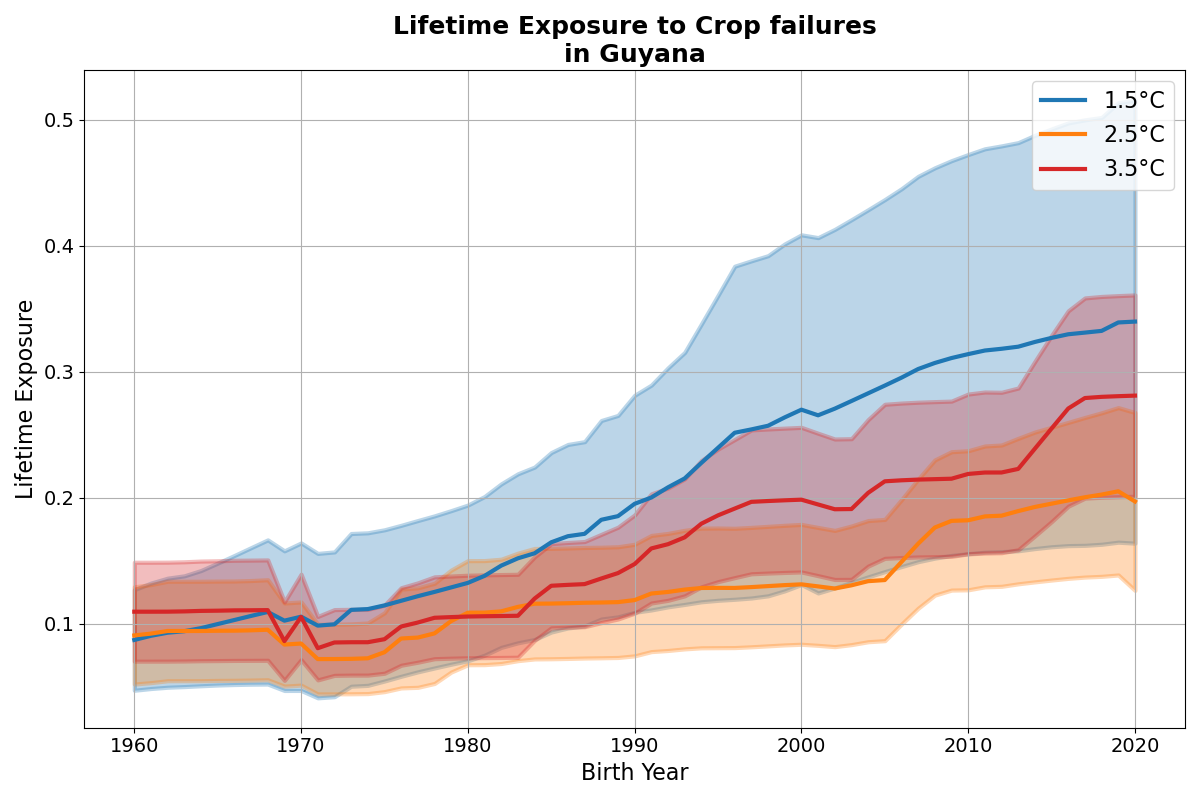 Lifetime Exposure to Crop failures
in Guyana
1.5°C
2.5°C
3.5°C
Lifetime Exposure
0.5
0.4
0.3
0.2
0.1
1960
1970
1980
1990
2000
2010
2020
Birth Year